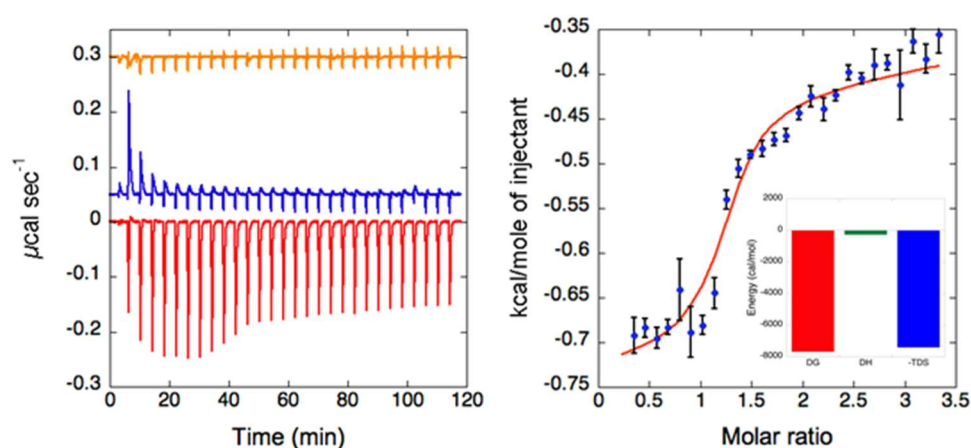 0.3
0.1
0
-0.1
-0.2
-0.3
µcal sec⁻¹
0 20 40 60 80 100 120
Time (min)
-0.35
-0.4
-0.45
-0.5
-0.55
-0.6
-0.65
-0.7
-0.75
kcal/mole of injectant
0 0.5 1 1.5 2 2.5 3 3.5
Molar ratio
2000
0
-2000
-4000
-6000
-8000
Energy (cal/mol)
DG DH -TDS